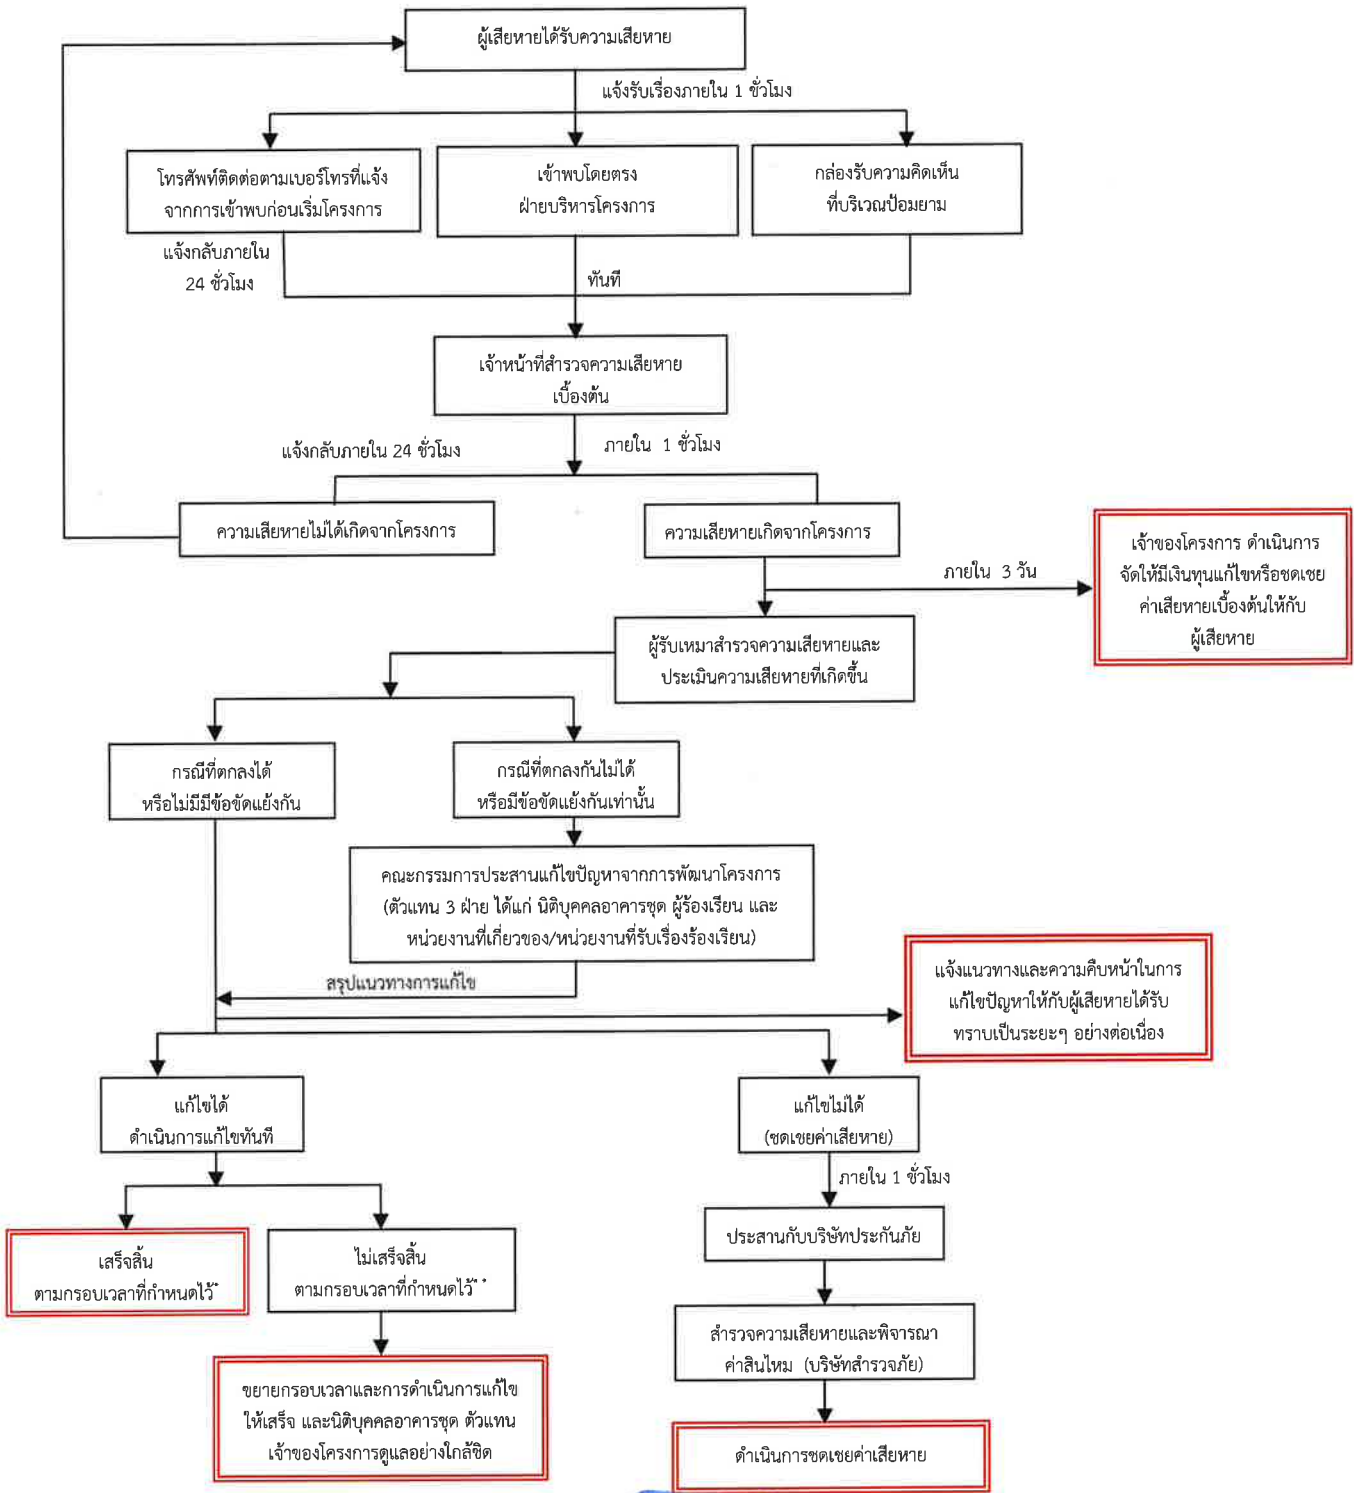 ผู้เสียหายได้รับความเสียหาย
แจ้งรับเรื่องภายใน 1 ชั่วโมง
โทรศัพท์ติดต่อตามเบอร์โทรที่แจ้ง
จากการเข้าพบก่อนเริ่มโครงการ
เข้าพบโดยตรง
ฝ่ายบริหารโครงการ
กล่องรับความคิดเห็น
ที่บริเวณป้อมยาม
แจ้งกลับภายใน
24 ชั่วโมง
ทันที
เจ้าหน้าที่สำรวจความเสียหาย
เบื้องต้น
แจ้งกลับภายใน 24 ชั่วโมง
ภายใน 1 ชั่วโมง
ความเสียหายไม่ได้เกิดจากโครงการ
ความเสียหายเกิดจากโครงการ
ภายใน 3 วัน
เจ้าของโครงการ ดำเนินการ
จัดให้มีเงินทุนแก้ไขหรือชดเชย
ค่าเสียหายเบื้องต้นให้กับ
ผู้เสียหาย
ผู้รับเหมาสำรวจความเสียหายและ
ประเมินความเสียหายที่เกิดขึ้น
กรณีที่ตกลงได้
หรือไม่มีมีข้อขัดแย้งกัน
กรณีที่ตกลงกันไม่ได้
หรือมีข้อขัดแย้งกันเท่านั้น
คณะกรรมการประสานแก้ไขปัญหาจากการพัฒนาโครงการ
(ตัวแทน 3 ฝ่าย ได้แก่ นิติบุคคลอาคารชุด ผู้ร้องเรียน และ
หน่วยงานที่เกี่ยวของ/หน่วยงานที่รับเรื่องร้องเรียน)
สรุปแนวทางการแก้ไข
แจ้งแนวทางและความคืบหน้าในการ
แก้ไขปัญหาให้กับผู้เสียหายได้รับ
ทราบเป็นระยะๆ อย่างต่อเนื่อง
แก้ไขได้
ดำเนินการแก้ไขทันที
แก้ไขไม่ได้
(ชดเชยค่าเสียหาย)
ภายใน 1 ชั่วโมง
เสร็จสิ้น
ตามกรอบเวลาที่กำหนดไว้*
ไม่เสร็จสิ้น
ตามกรอบเวลาที่กำหนดไว้**
ประสานกับบริษัทประกันภัย
สำรวจความเสียหายและพิจารณา
ค่าสินไหม (บริษัทสำรวจภัย)
ขยายกรอบเวลาและการดำเนินการแก้ไข
ให้เสร็จ และนิติบุคคลอาคารชุด ตัวแทน
เจ้าของโครงการดูแลอย่างใกล้ชิด
ดำเนินการชดเชยค่าเสียหาย